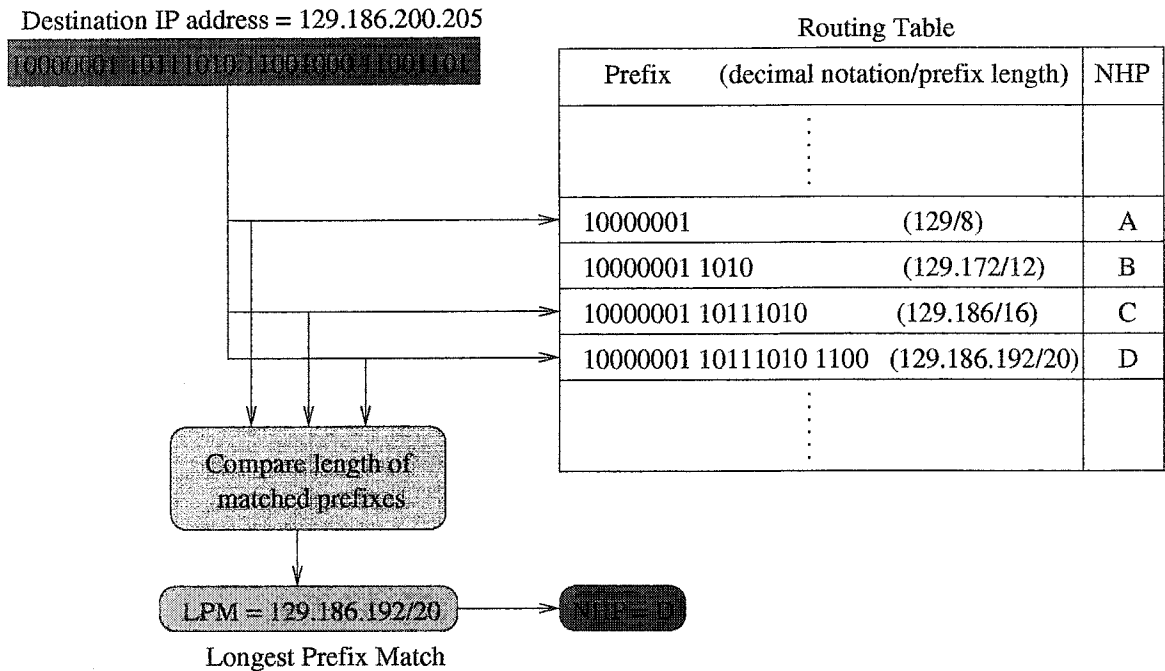 Destination IP address = 129.186.200.205
10000001 10111010 11001000 11001101
Routing Table
Prefix (decimal notation/prefix length) NHP
10000001 (129/8) A
10000001 1010 (129.172/12) B
10000001 10111010 (129.186/16) C
10000001 10111010 1100 (129.186.192/20) D
Compare length of
matched prefixes
LPM = 129.186.192/20
NHP= D
Longest Prefix Match